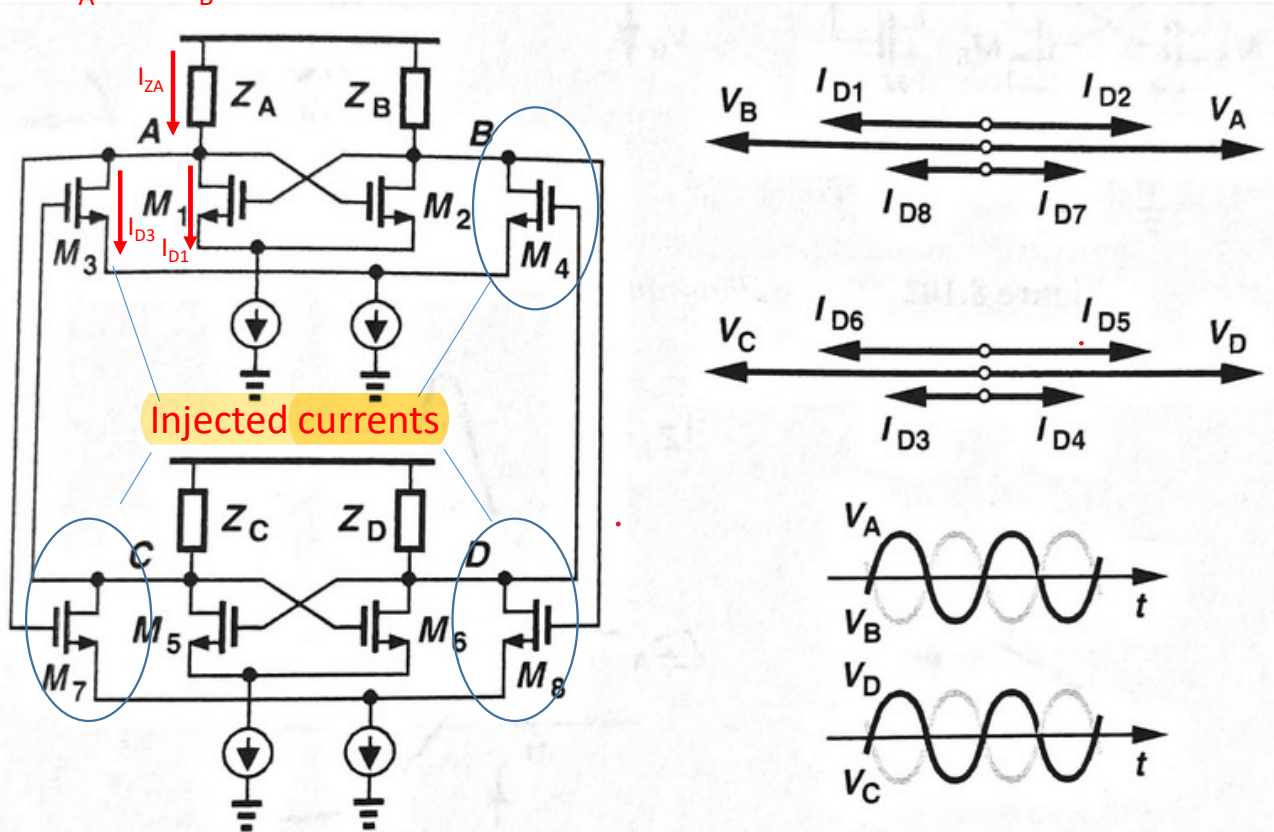 A B
I_ZA
Z_A Z_B
A B
M_1 M_2
I_D3 I_D1
M_3 M_4
Injected currents
Z_C Z_D
C D
M_5 M_6
M_7 M_8
I_D1 I_D2
V_B V_A
I_D8 I_D7
I_D6 I_D5
V_C V_D
I_D3 I_D4
V_A
t
V_B
V_D
t
V_C